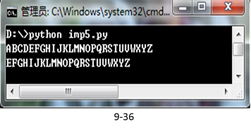 管理员: C:\Windows\system32\cmd...
D:\>python imp5.py
ABCDEFGHIJKLMNOPQRSTUVWXYZ
EFGHIJKLMNOPQRSTUVWXYZ
9-36